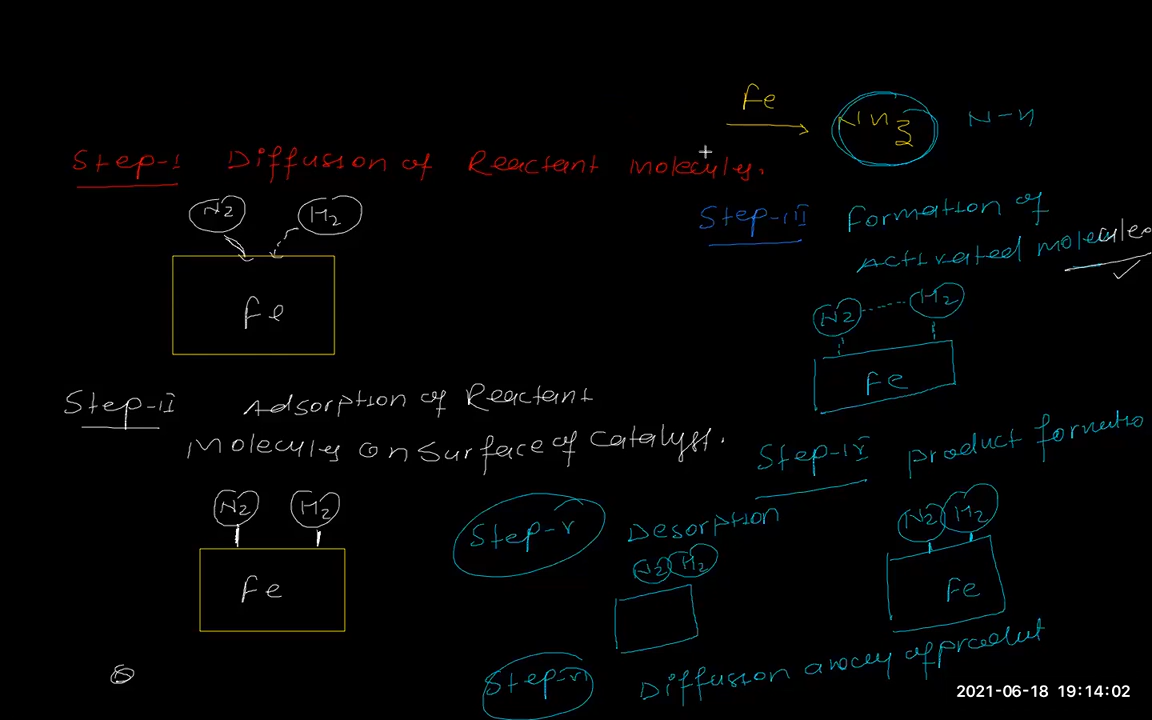 Fe
NH3 N-H
Step-I Diffusion of Reactant molecules.
N2 H2
Fe
Step-III Formation of
Activated molecules
N2 H2
Fe
Step-II Adsorption of Reactant
Molecules on Surface of Catalyst.
N2 H2
Fe
Step-IV product formatio
N2 H2
Fe
Step-V Desorption
N2 H2
Step-VI Diffusion away of product
6
2021-06-18 19:14:02